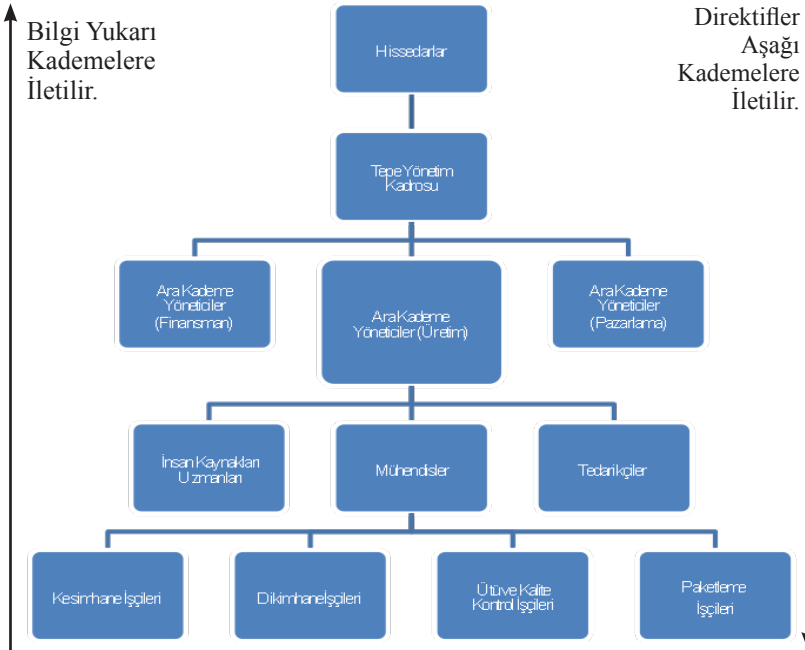 Bilgi Yukarı
Kademelere
İletilir.
Direktifler
Aşağı
Kademelere
İletilir.
Hissedarlar
Tepe Yönetim
Kadrosu
Ara Kademe
Yöneticiler
(Finansman)
Ara Kademe
Yöneticiler (Üretim)
Ara Kademe
Yöneticiler
(Pazarlama)
İnsan Kaynakları
Uzmanları
Mühendisler
Tedarikçiler
Kesimhane İşçileri
Dikimhane İşçileri
Ütü ve Kalite
Kontrol İşçileri
Paketleme
İşçileri